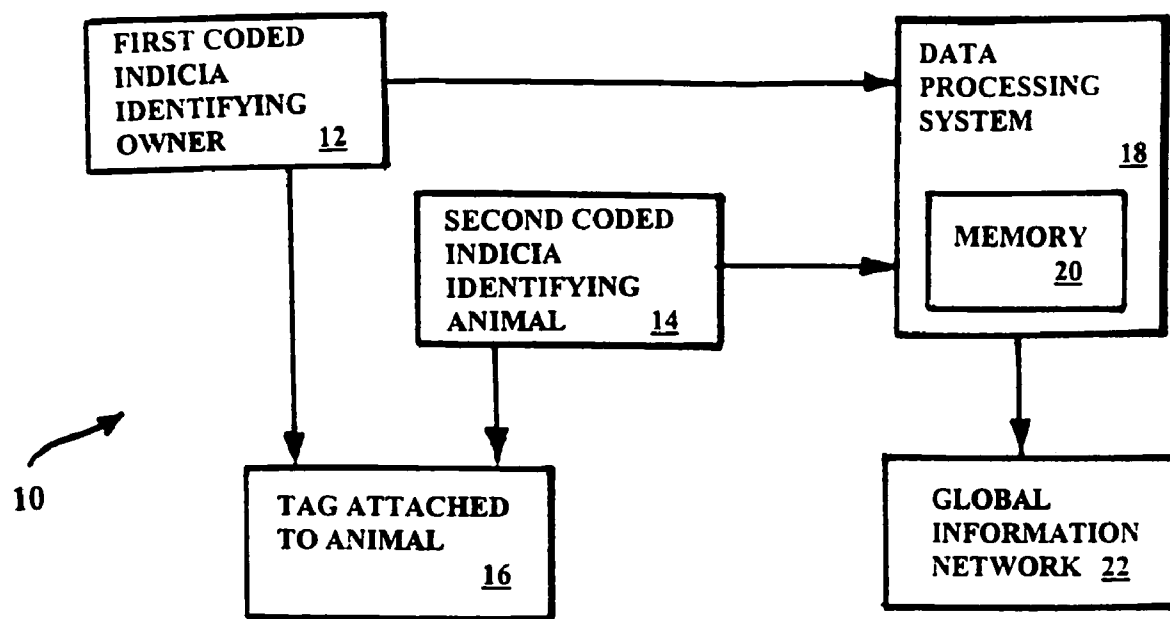 FIRST CODED
INDICIA
IDENTIFYING
OWNER 12
DATA
PROCESSING
SYSTEM
18
MEMORY
20
SECOND CODED
INDICIA
IDENTIFYING
ANIMAL 14
10
TAG ATTACHED
TO ANIMAL
16
GLOBAL
INFORMATION
NETWORK 22